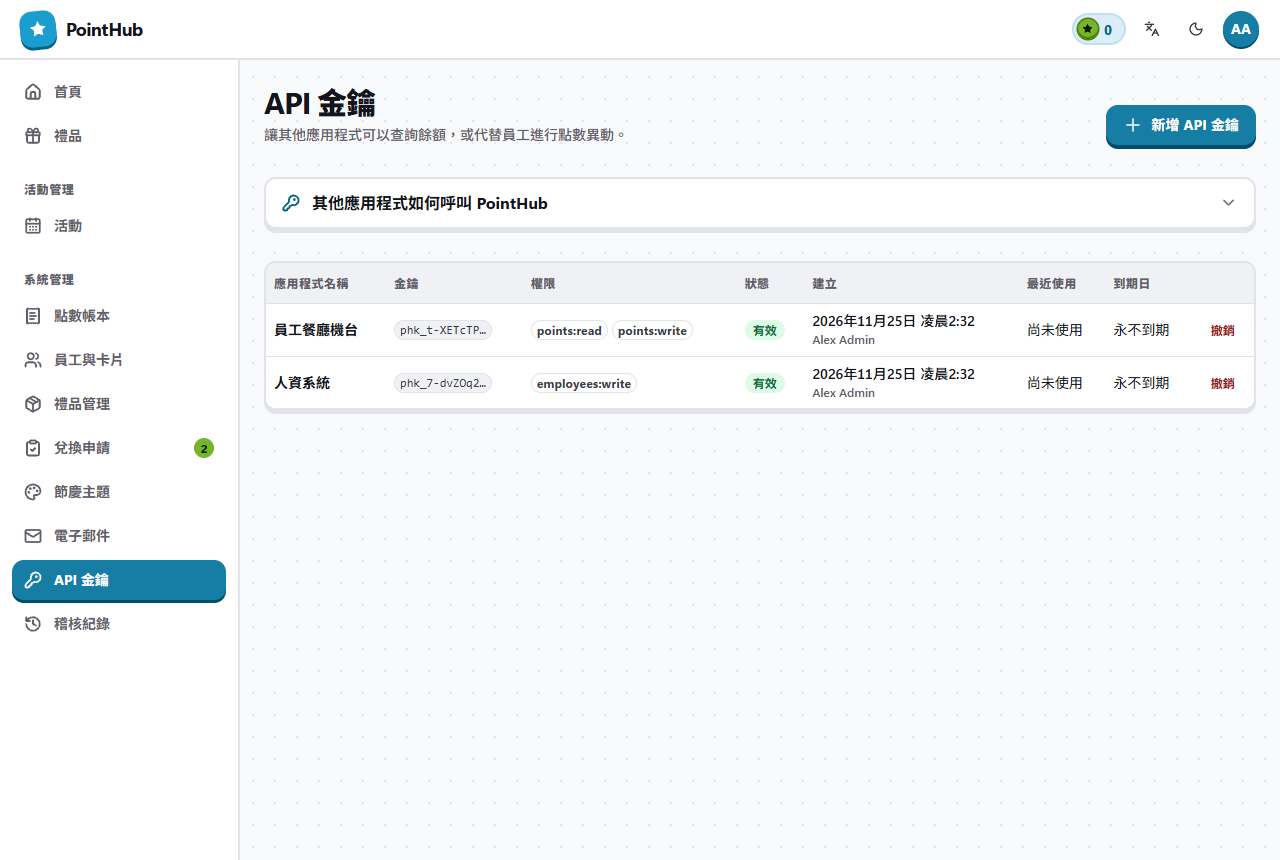 PointHub
0
AA
首頁
禮品
活動管理
活動
系統管理
點數帳本
員工與卡片
禮品管理
兌換申請
2
節慶主題
電子郵件
API 金鑰
稽核紀錄
API 金鑰
讓其他應用程式可以查詢餘額，或代替員工進行點數異動。
新增 API 金鑰
其他應用程式如何呼叫 PointHub
應用程式名稱 金鑰 權限 狀態 建立 最近使用 到期日
員工餐廳機台 phk_t-XETcTP… points:read points:write 有效 2026年11月25日 凌晨2:32 尚未使用 永不到期 撤銷
Alex Admin
人資系統 phk_7-dvZOq2… employees:write 有效 2026年11月25日 凌晨2:32 尚未使用 永不到期 撤銷
Alex Admin